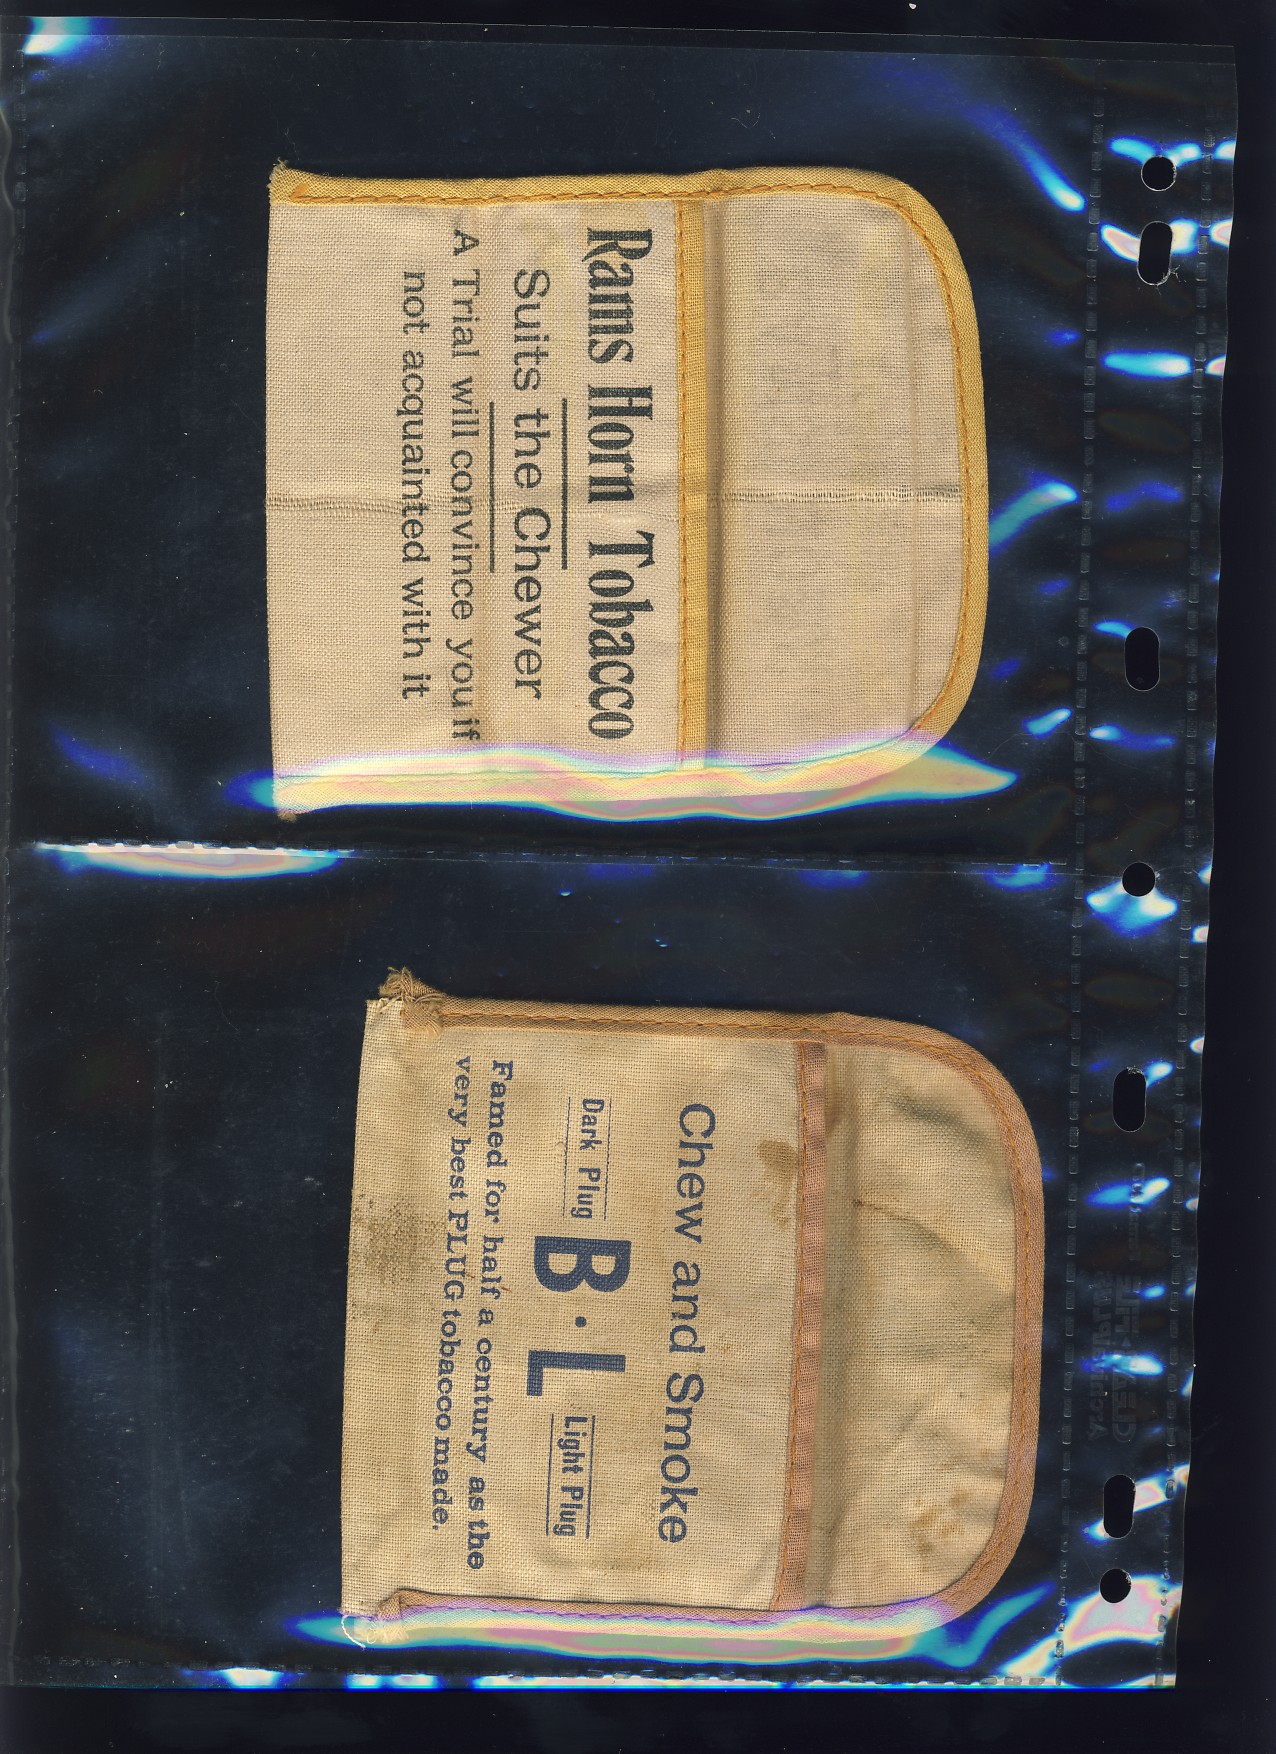 Rams Horn Tobacco
Suits the Chewer
A Trial will convince you if
not acquainted with it
Chew and Smoke
Dark Plug B·L Light Plug
Famed for half a century as the
very best PLUG tobacco made.